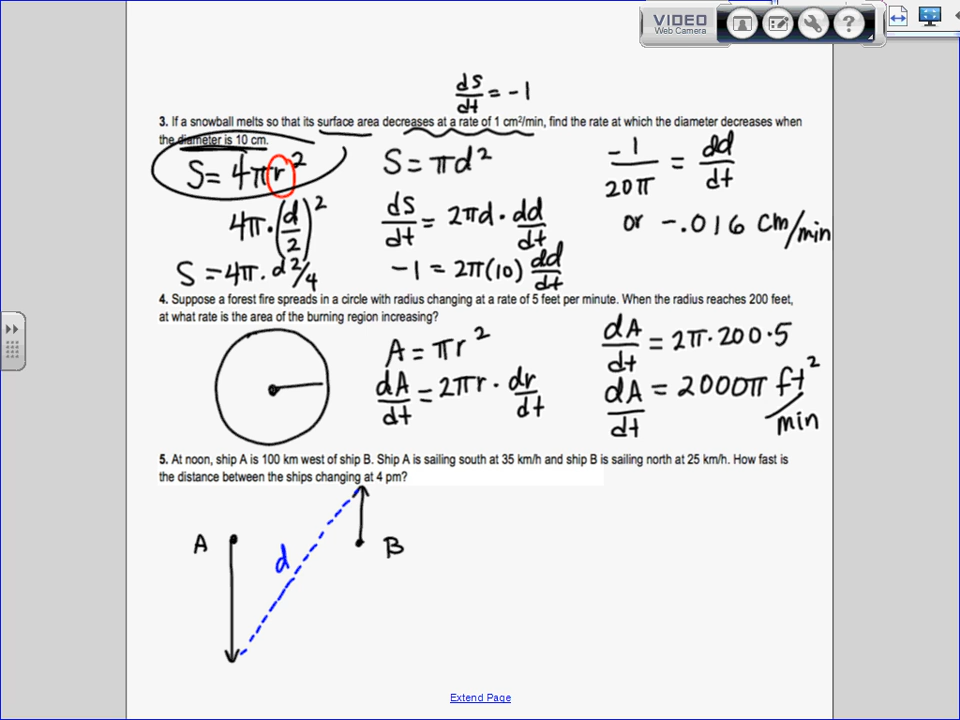 VIDEO
Web Camera
dS/dt = -1
3. If a snowball melts so that its surface area decreases at a rate of 1 cm²/min, find the rate at which the diameter decreases when
the diameter is 10 cm.
S = 4πr²
4π·(d/2)²
S = 4π·d²/4
S = πd²
dS/dt = 2πd · dd/dt
-1 = 2π(10) dd/dt
-1/20π = dd/dt
or -.016 cm/min
4. Suppose a forest fire spreads in a circle with radius changing at a rate of 5 feet per minute. When the radius reaches 200 feet,
at what rate is the area of the burning region increasing?
A = πr²
dA/dt = 2πr · dr/dt
dA/dt = 2π·200·5
dA/dt = 2000π ft²/min
5. At noon, ship A is 100 km west of ship B. Ship A is sailing south at 35 km/h and ship B is sailing north at 25 km/h. How fast is
the distance between the ships changing at 4 pm?
A
d
B
Extend Page